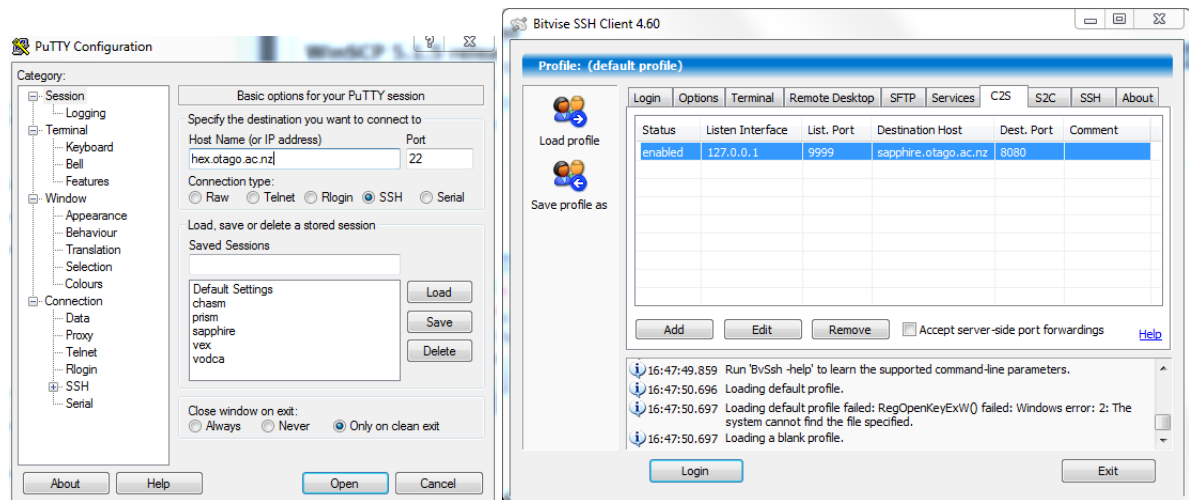 PuTTY Configuration
Category:
Session
Logging
Terminal
Keyboard
Bell
Features
Window
Appearance
Behaviour
Translation
Selection
Colours
Connection
Data
Proxy
Telnet
Rlogin
SSH
Serial
Basic options for your PuTTY session
Specify the destination you want to connect to
Host Name (or IP address) Port
hex.otago.ac.nz 22
Connection type:
Raw Telnet Rlogin SSH Serial
Load, save or delete a stored session
Saved Sessions
Default Settings
chasm
prism
sapphire
vex
vodca
Load
Save
Delete
Close window on exit:
Always Never Only on clean exit
About Help Open Cancel
Bitvise SSH Client 4.60
Profile: (default profile)
Load profile
Save profile as
Login Options Terminal Remote Desktop SFTP Services C2S S2C SSH About
Status Listen Interface List. Port Destination Host Dest. Port Comment
enabled 127.0.0.1 9999 sapphire.otago.ac.nz 8080
Add Edit Remove Accept server-side port forwardings Help
16:47:49.859 Run 'BvSsh -help' to learn the supported command-line parameters.
16:47:50.696 Loading default profile.
16:47:50.697 Loading default profile failed: RegOpenKeyExW() failed: Windows error: 2: The
system cannot find the file specified.
16:47:50.697 Loading a blank profile.
Login Exit